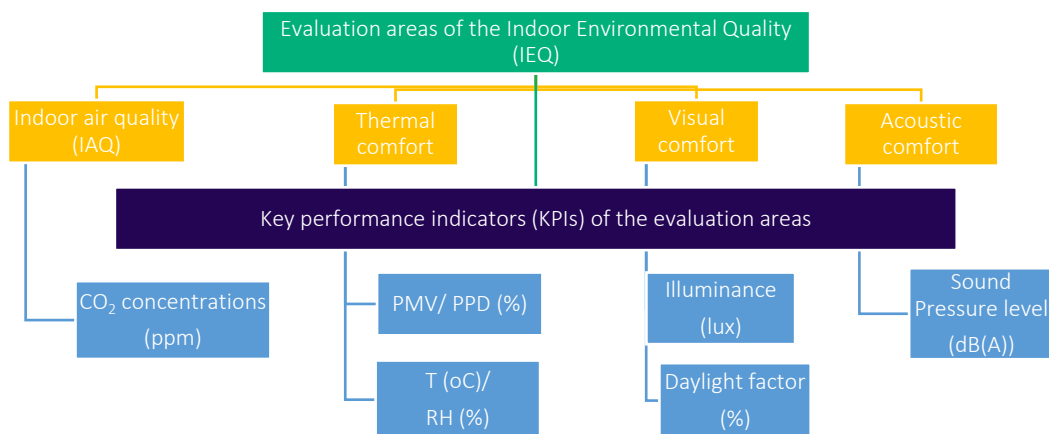 Evaluation areas of the Indoor Environmental Quality
(IEQ)
Indoor air quality
(IAQ)
Thermal
comfort
Visual
comfort
Acoustic
comfort
Key performance indicators (KPIs) of the evaluation areas
CO₂ concentrations
(ppm)
PMV/ PPD (%)
T (oC)/
RH (%)
Illuminance
(lux)
Daylight factor
(%)
Sound
Pressure level
(dB(A))